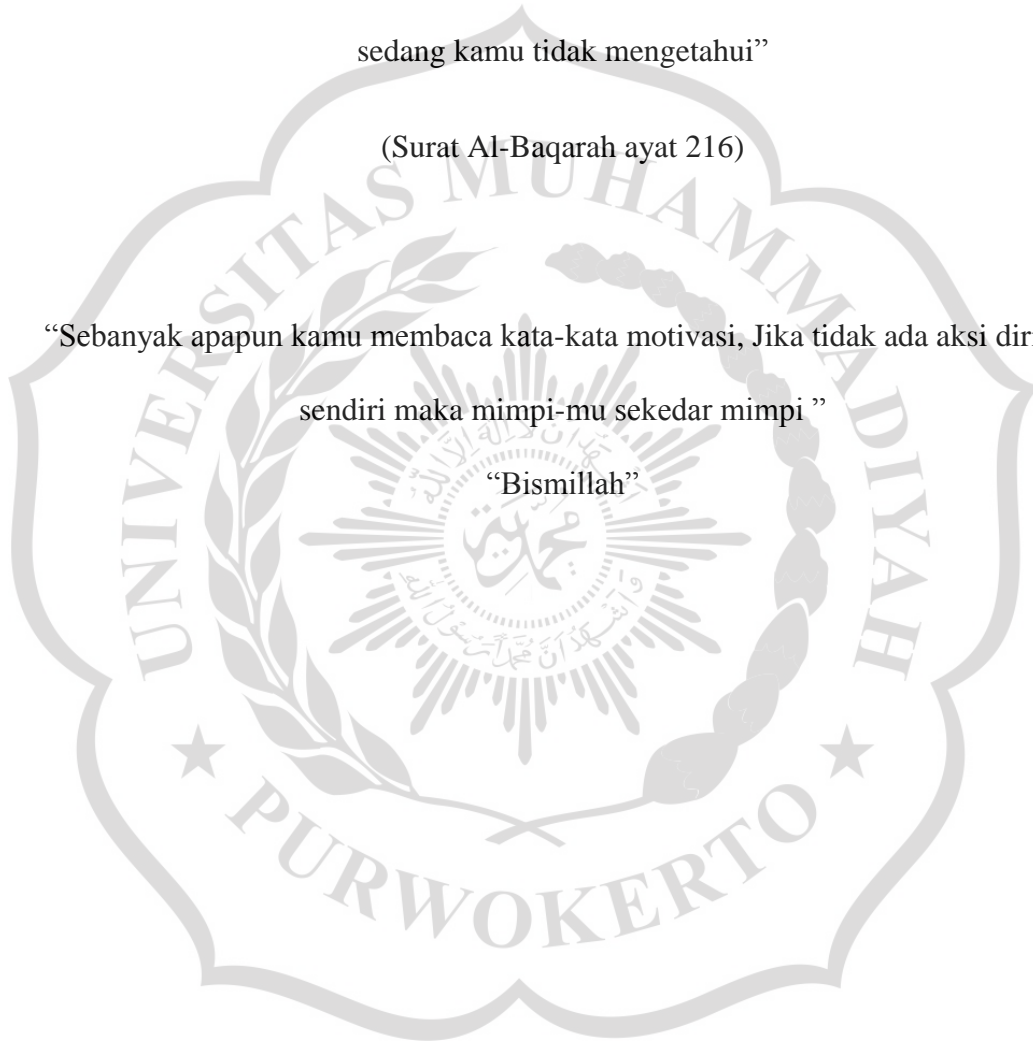 sedang kamu tidak mengetahui”
(Surat Al-Baqarah ayat 216)
“Sebanyak apapun kamu membaca kata-kata motivasi, Jika tidak ada aksi diri
sendiri maka mimpi-mu sekedar mimpi ”
“Bismillah”
UNIVERSITAS MUHAMMADIYAH
PURWOKERTO